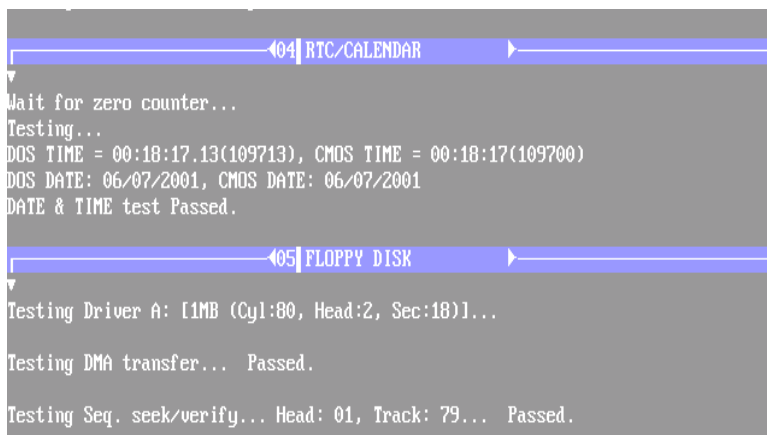 04 RTC/CALENDAR
Wait for zero counter...
Testing...
DOS TIME = 00:18:17.13(109713), CMOS TIME = 00:18:17(109700)
DOS DATE: 06/07/2001, CMOS DATE: 06/07/2001
DATE & TIME test Passed.
05 FLOPPY DISK
Testing Driver A: [1MB (Cyl:80, Head:2, Sec:18)]...
Testing DMA transfer... Passed.
Testing Seq. seek/verify... Head: 01, Track: 79... Passed.